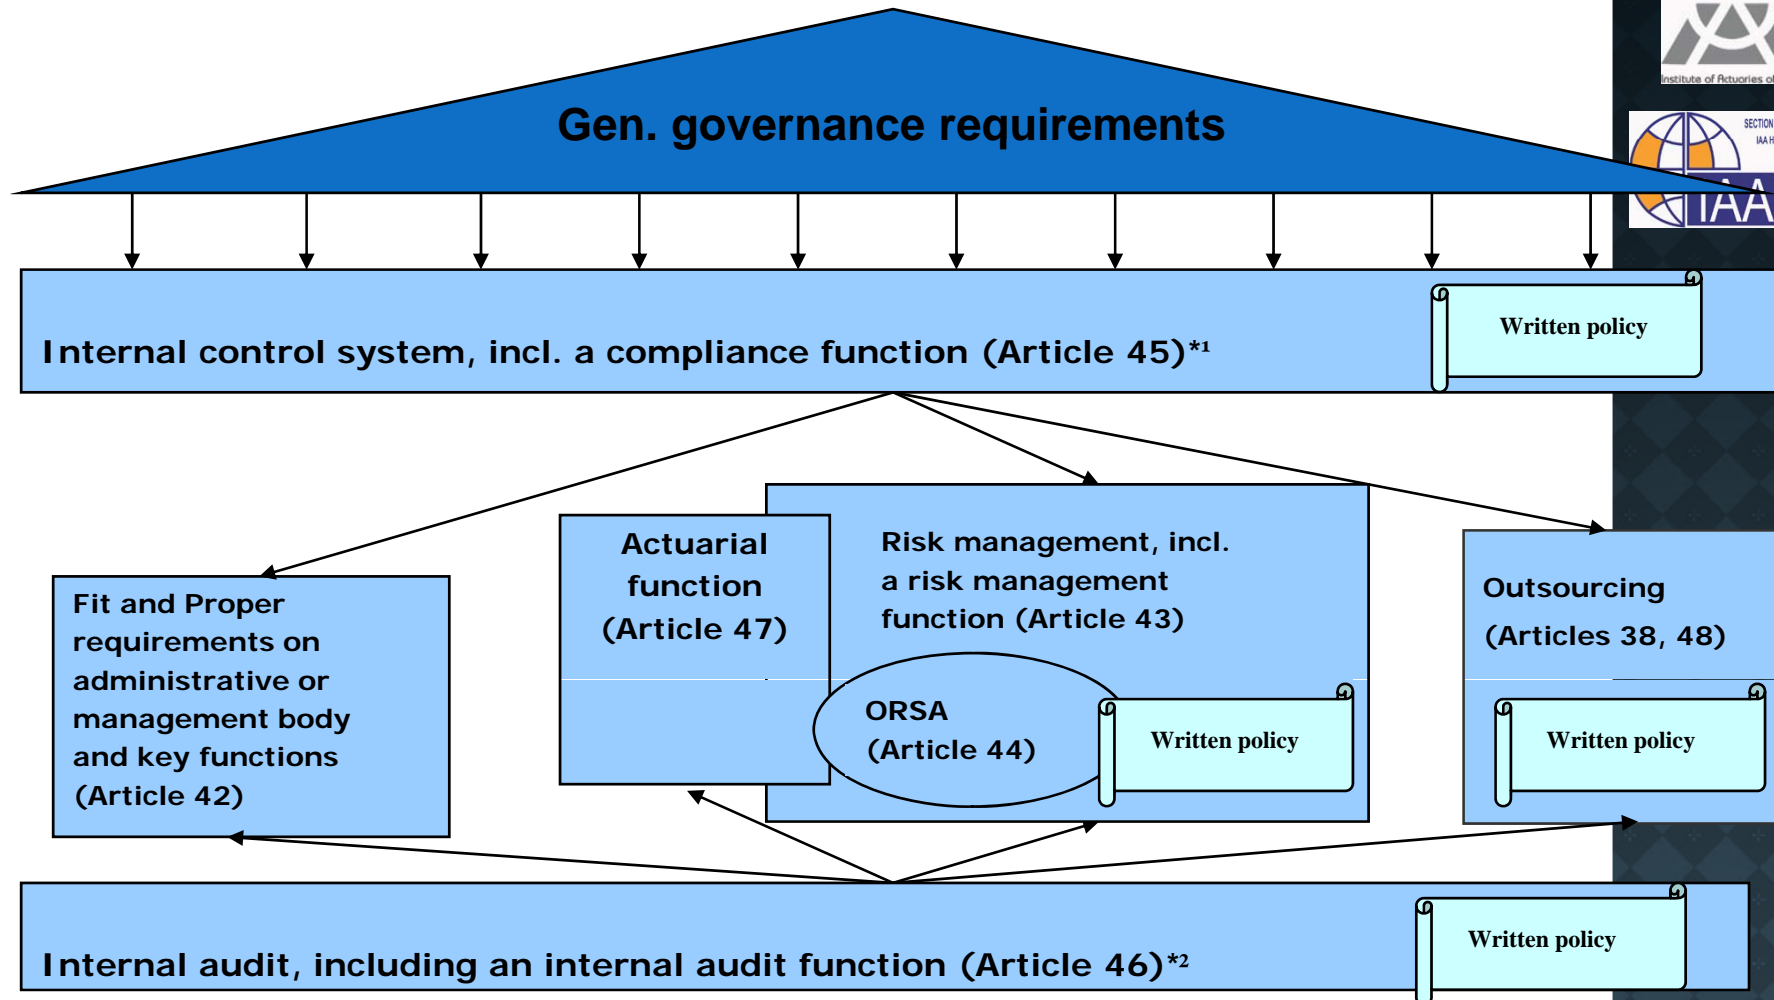 Institute of Actuaries of
SECTION
IAA H
IAA
Gen. governance requirements
Written policy
Internal control system, incl. a compliance function (Article 45)*1
Actuarial
function
(Article 47)
Risk management, incl.
a risk management
function (Article 43)
ORSA
(Article 44)
Written policy
Fit and Proper
requirements on
administrative or
management body
and key functions
(Article 42)
Outsourcing
(Articles 38, 48)
Written policy
Written policy
Internal audit, including an internal audit function (Article 46)*2